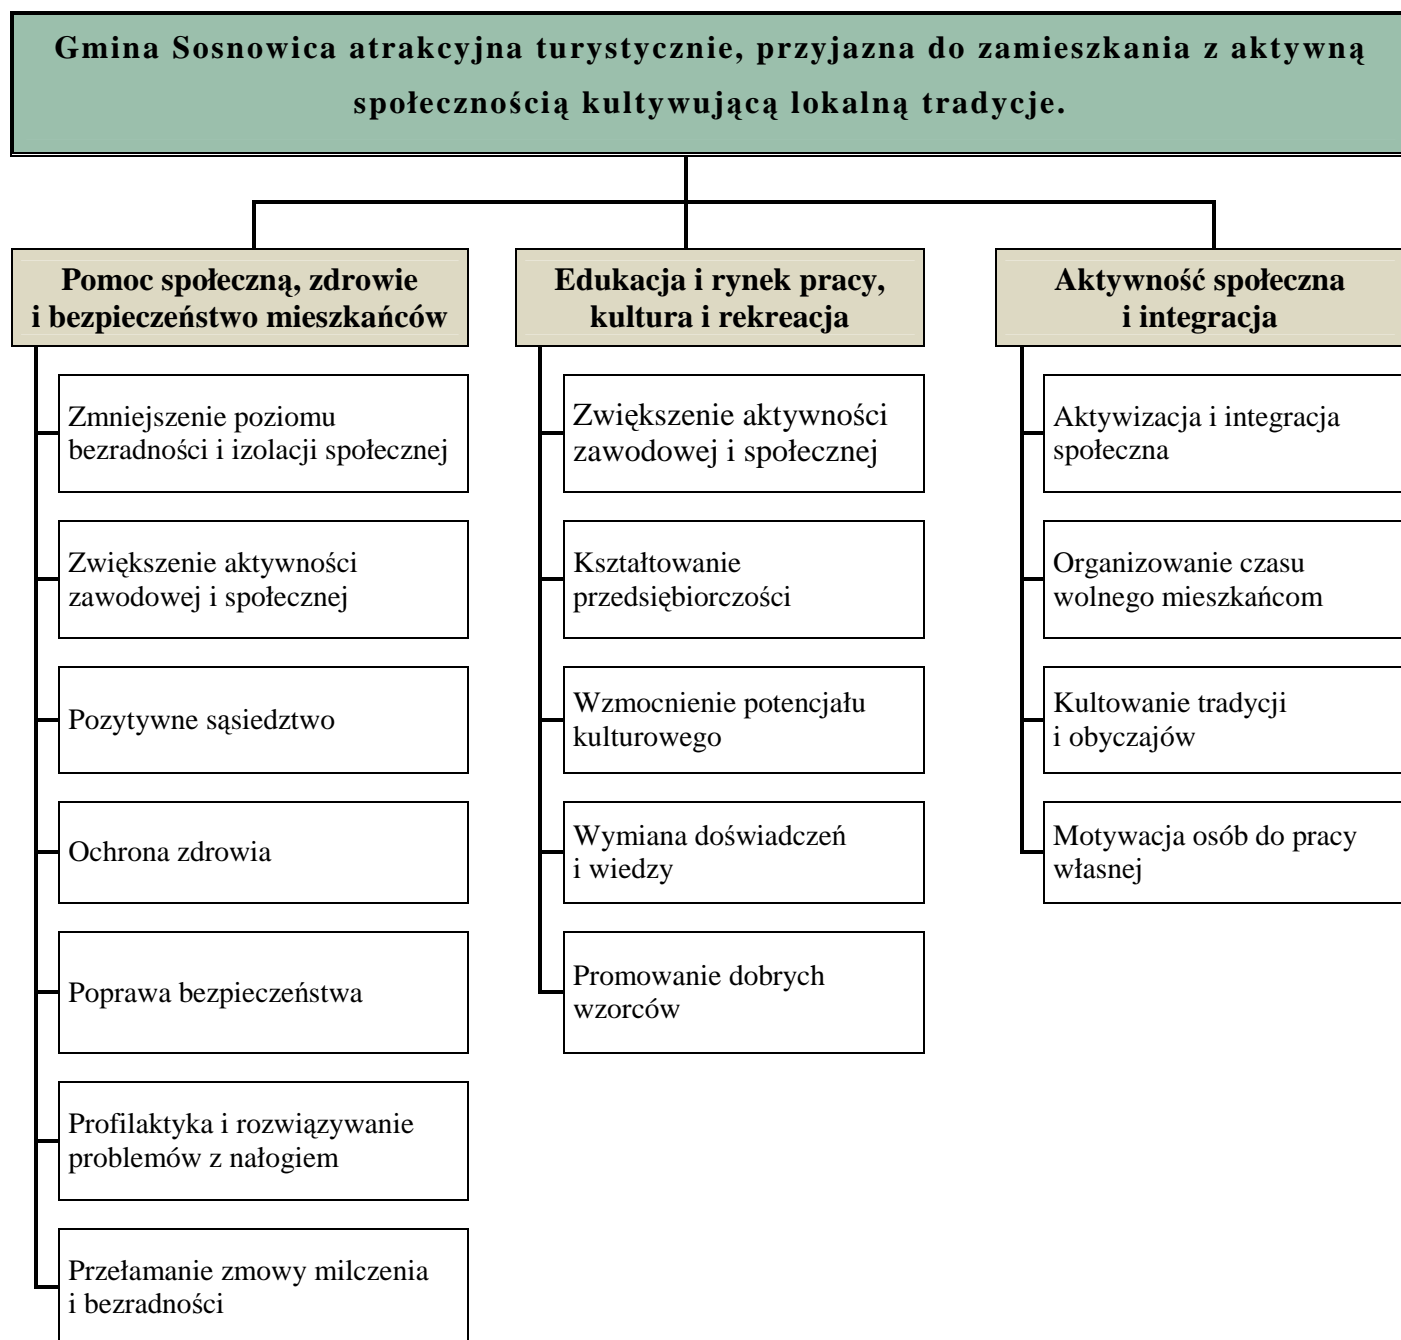 Gmina Sosnowica atrakcyjna turystycznie, przyjazna do zamieszkania z aktywną
społecznością kultywującą lokalną tradycje.
Pomoc społeczną, zdrowie
i bezpieczeństwo mieszkańców
Zmniejszenie poziomu
bezradności i izolacji społecznej
Zwiększenie aktywności
zawodowej i społecznej
Pozytywne sąsiedztwo
Ochrona zdrowia
Poprawa bezpieczeństwa
Profilaktyka i rozwiązywanie
problemów z nałogiem
Przełamanie zmowy milczenia
i bezradności
Edukacja i rynek pracy,
kultura i rekreacja
Zwiększenie aktywności
zawodowej i społecznej
Kształtowanie
przedsiębiorczości
Wzmocnienie potencjału
kulturowego
Wymiana doświadczeń
i wiedzy
Promowanie dobrych
wzorców
Aktywność społeczna
i integracja
Aktywizacja i integracja
społeczna
Organizowanie czasu
wolnego mieszkańcom
Kultowanie tradycji
i obyczajów
Motywacja osób do pracy
własnej